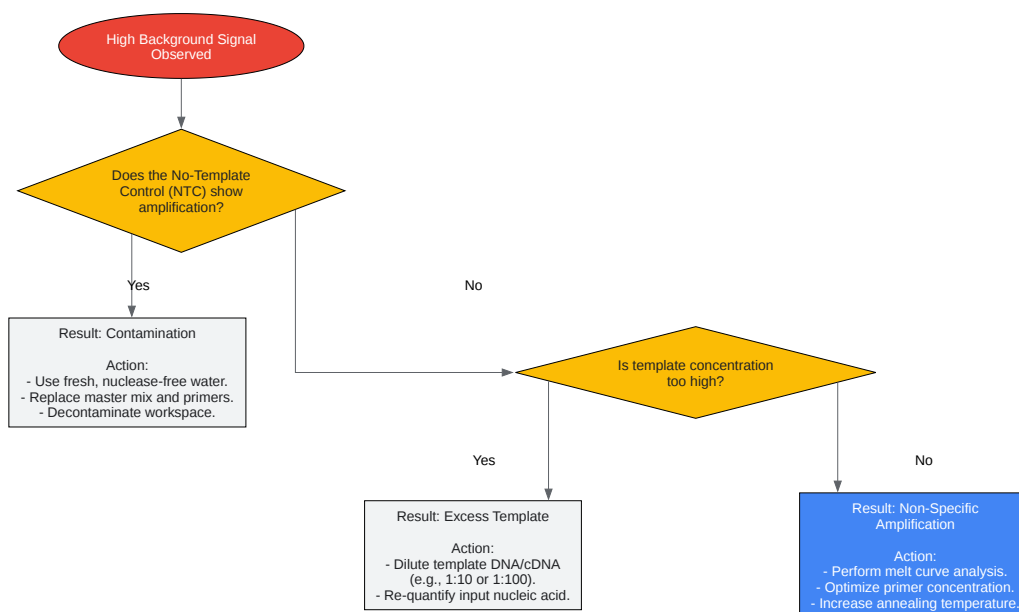 High Background Signal
Observed
Does the No-Template
Control (NTC) show
amplification?
Yes
No
Result: Contamination
Action:
- Use fresh, nuclease-free water.
- Replace master mix and primers.
- Decontaminate workspace.
Is template concentration
too high?
Yes
No
Result: Excess Template
Action:
- Dilute template DNA/cDNA
(e.g., 1:10 or 1:100).
- Re-quantify input nucleic acid.
Result: Non-Specific
Amplification
Action:
- Perform melt curve analysis.
- Optimize primer concentration.
- Increase annealing temperature.